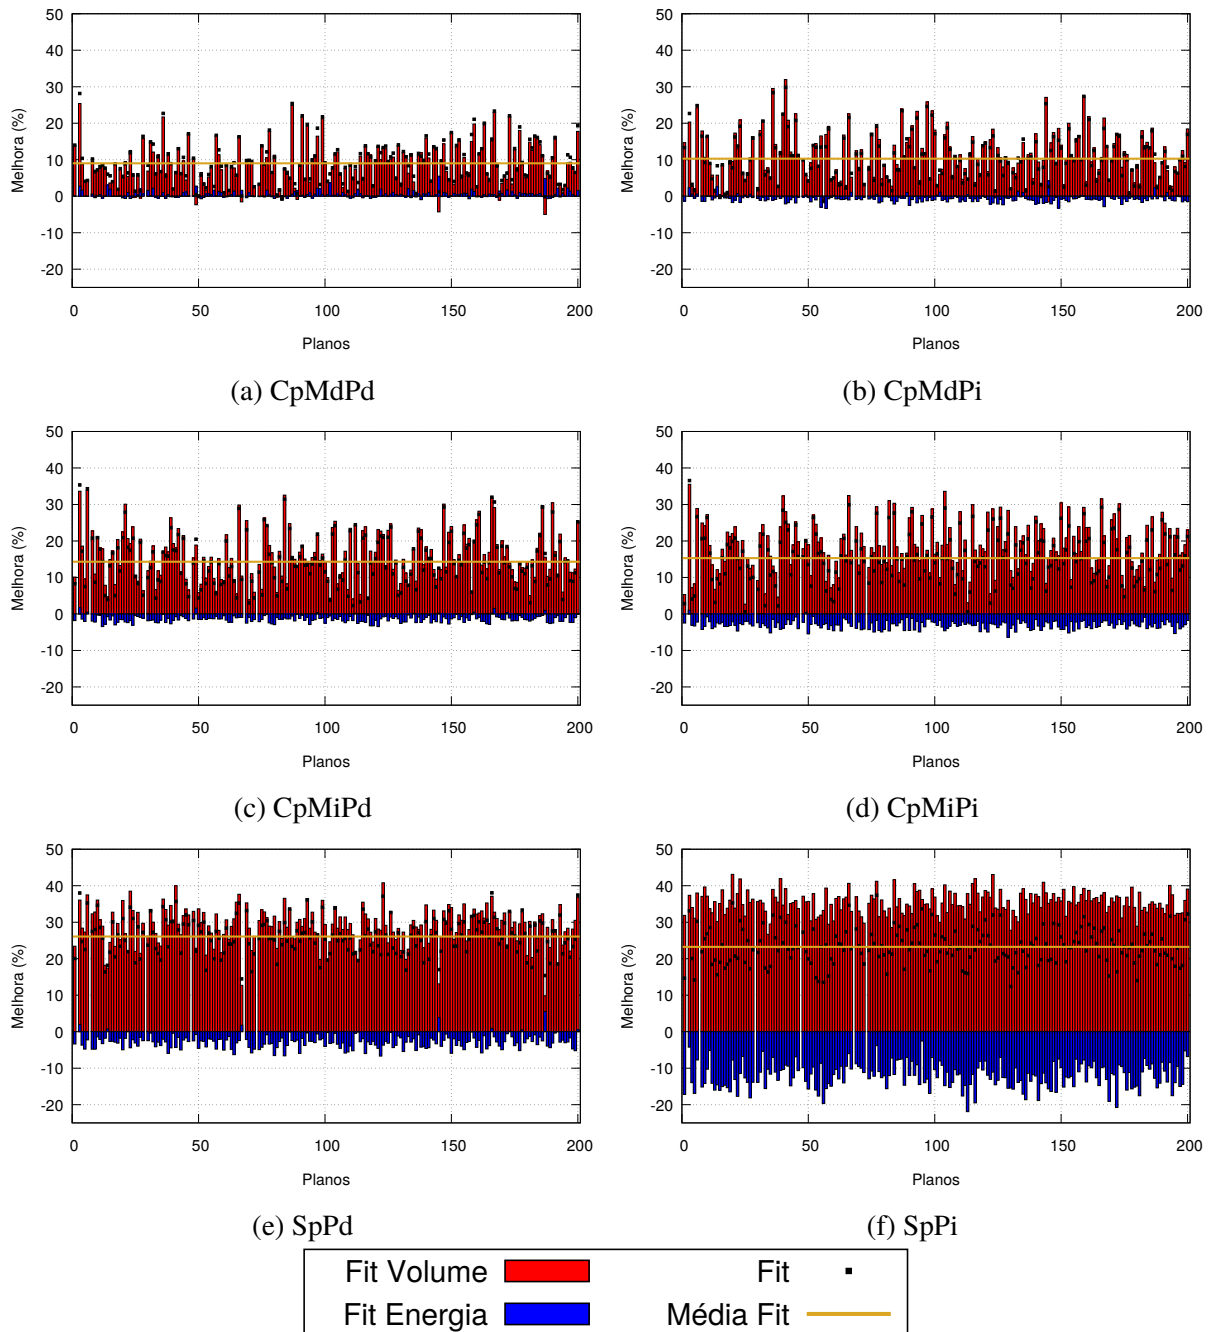 50
40
30
20
10
0
-10
-20
Melhora (%)
0 50 100 150 200
Planos
(a) CpMdPd
50
40
30
20
10
0
-10
-20
Melhora (%)
0 50 100 150 200
Planos
(b) CpMdPi
50
40
30
20
10
0
-10
-20
Melhora (%)
0 50 100 150 200
Planos
(c) CpMiPd
50
40
30
20
10
0
-10
-20
Melhora (%)
0 50 100 150 200
Planos
(d) CpMiPi
50
40
30
20
10
0
-10
-20
Melhora (%)
0 50 100 150 200
Planos
(e) SpPd
50
40
30
20
10
0
-10
-20
Melhora (%)
0 50 100 150 200
Planos
(f) SpPi
Fit Volume Fit
Fit Energia Média Fit